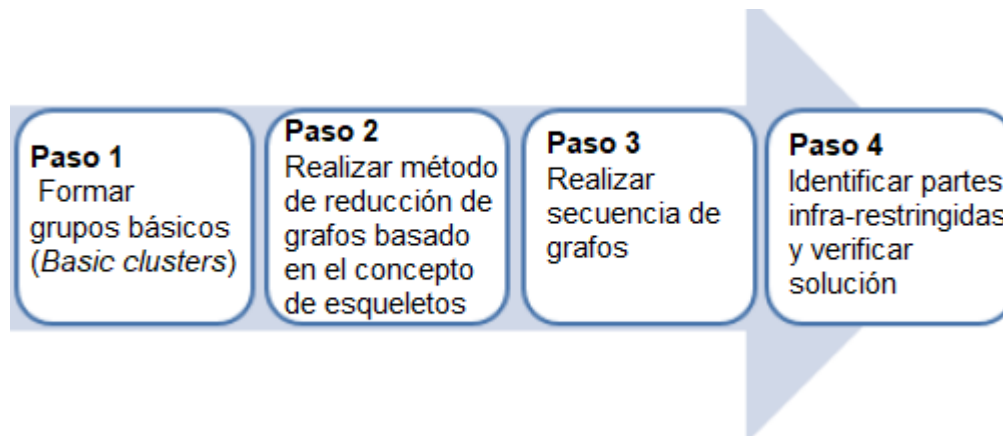 Paso 1
Formar
grupos básicos
(Basic clusters)
Paso 2
Realizar método
de reducción de
grafos basado
en el concepto
de esqueletos
Paso 3
Realizar
secuencia de
grafos
Paso 4
Identificar partes
infra-restringidas
y verificar
solución